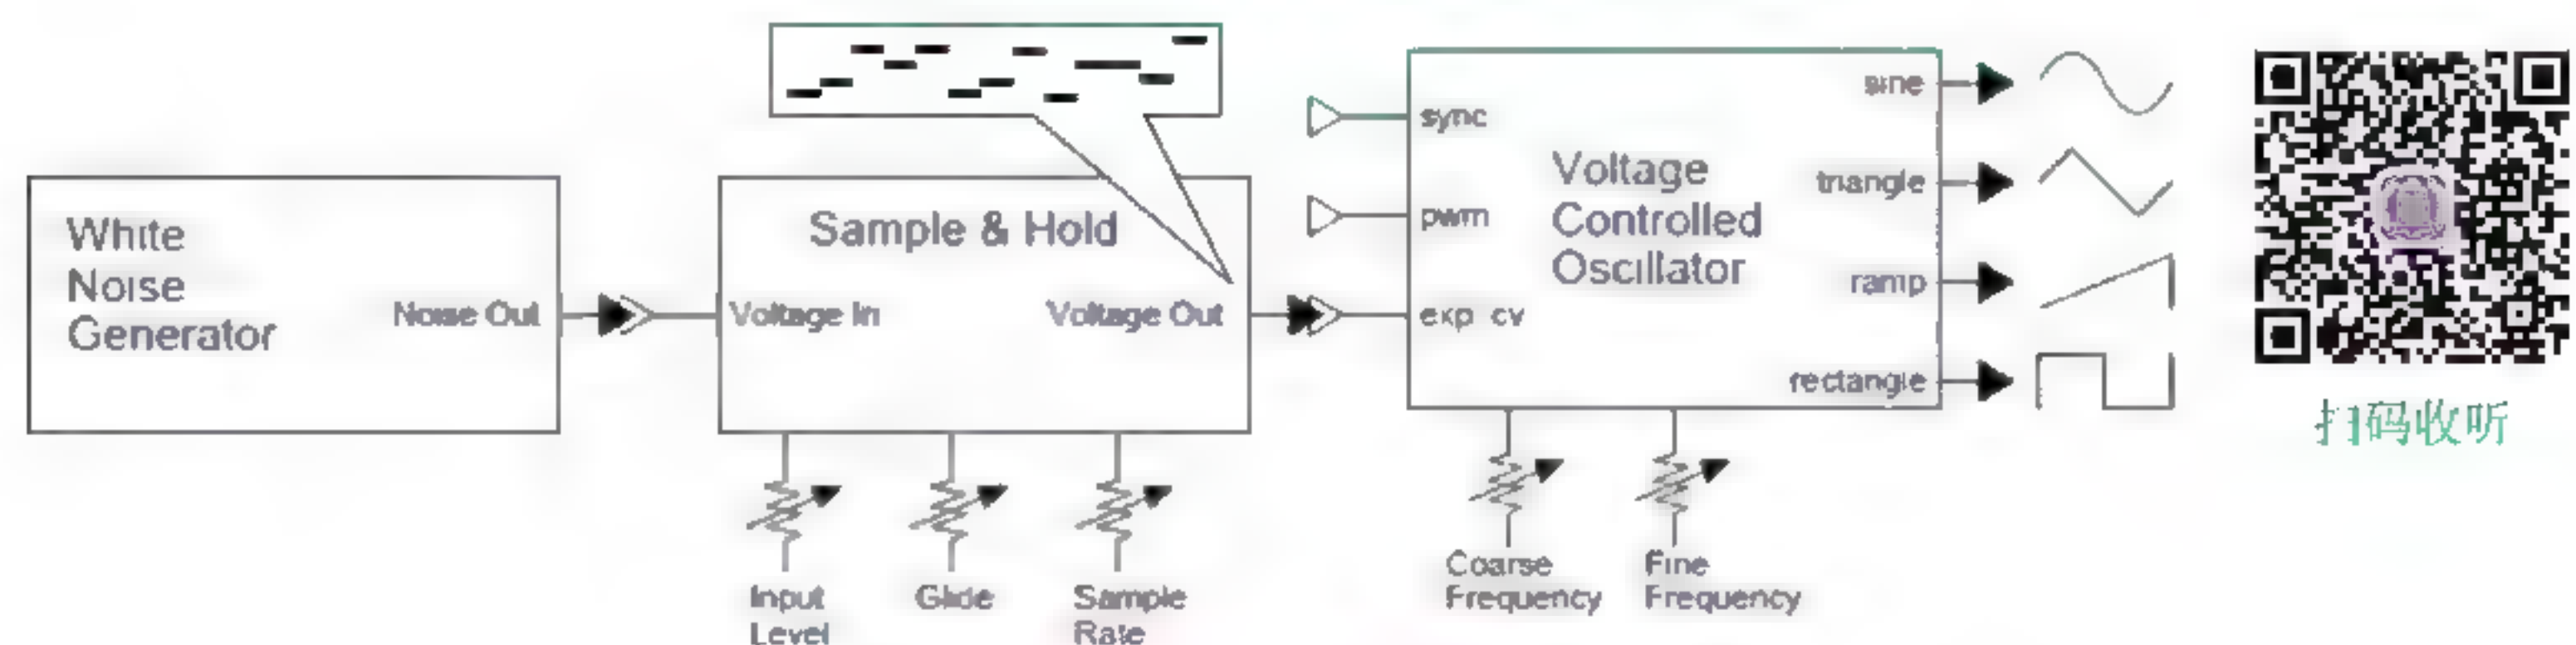 White
Noise
Generator
Noise Out
Sample & Hold
Voltage In
Voltage Out
Input
Level
Glide
Sample
Rate
sync
pwm
exp cv
Voltage
Controlled
Oscillator
sine
triangle
ramp
rectangle
Coarse
Frequency
Fine
Frequency
扫码收听